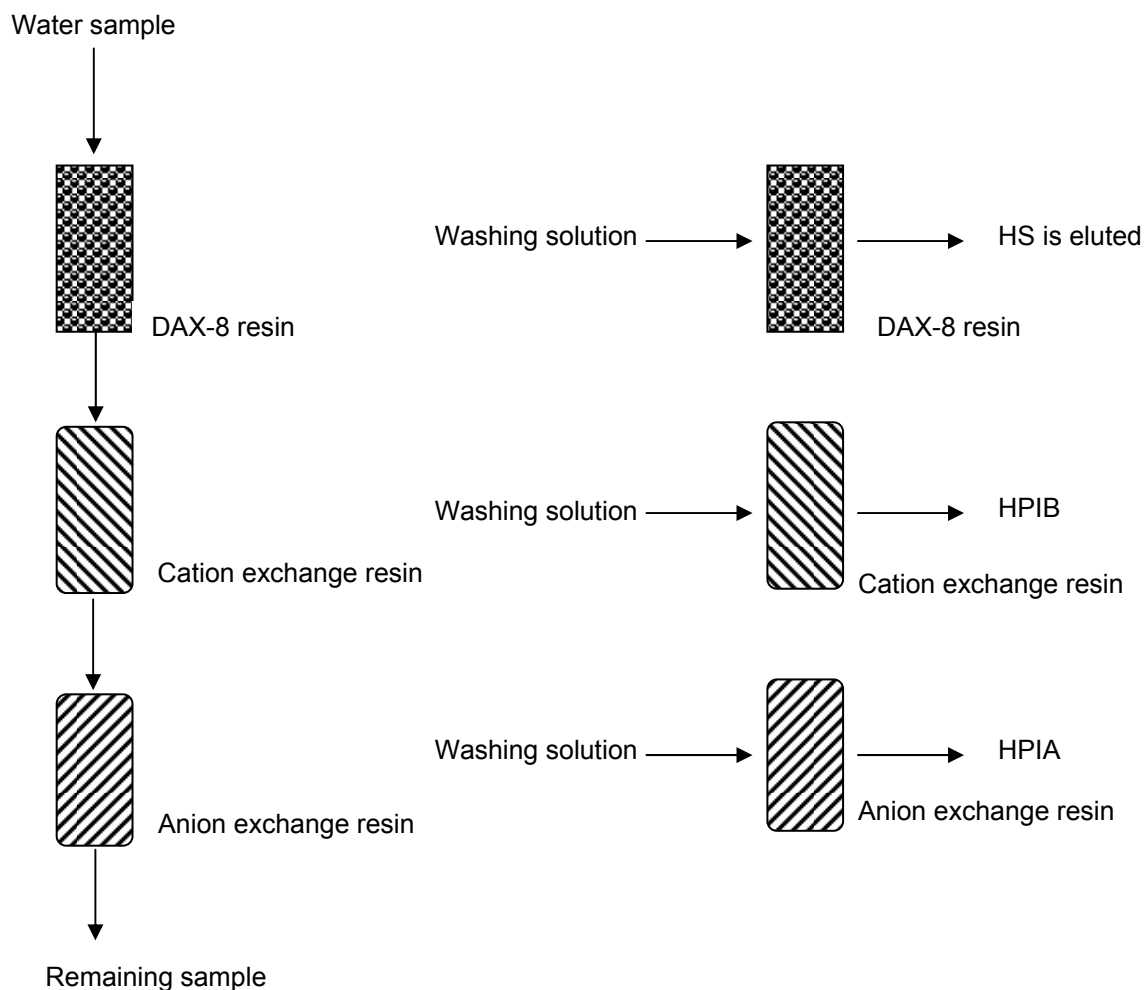 Water sample
Washing solution
HS is eluted
DAX-8 resin
DAX-8 resin
Washing solution
HPIB
Cation exchange resin
Cation exchange resin
Washing solution
HPIA
Anion exchange resin
Anion exchange resin
Remaining sample